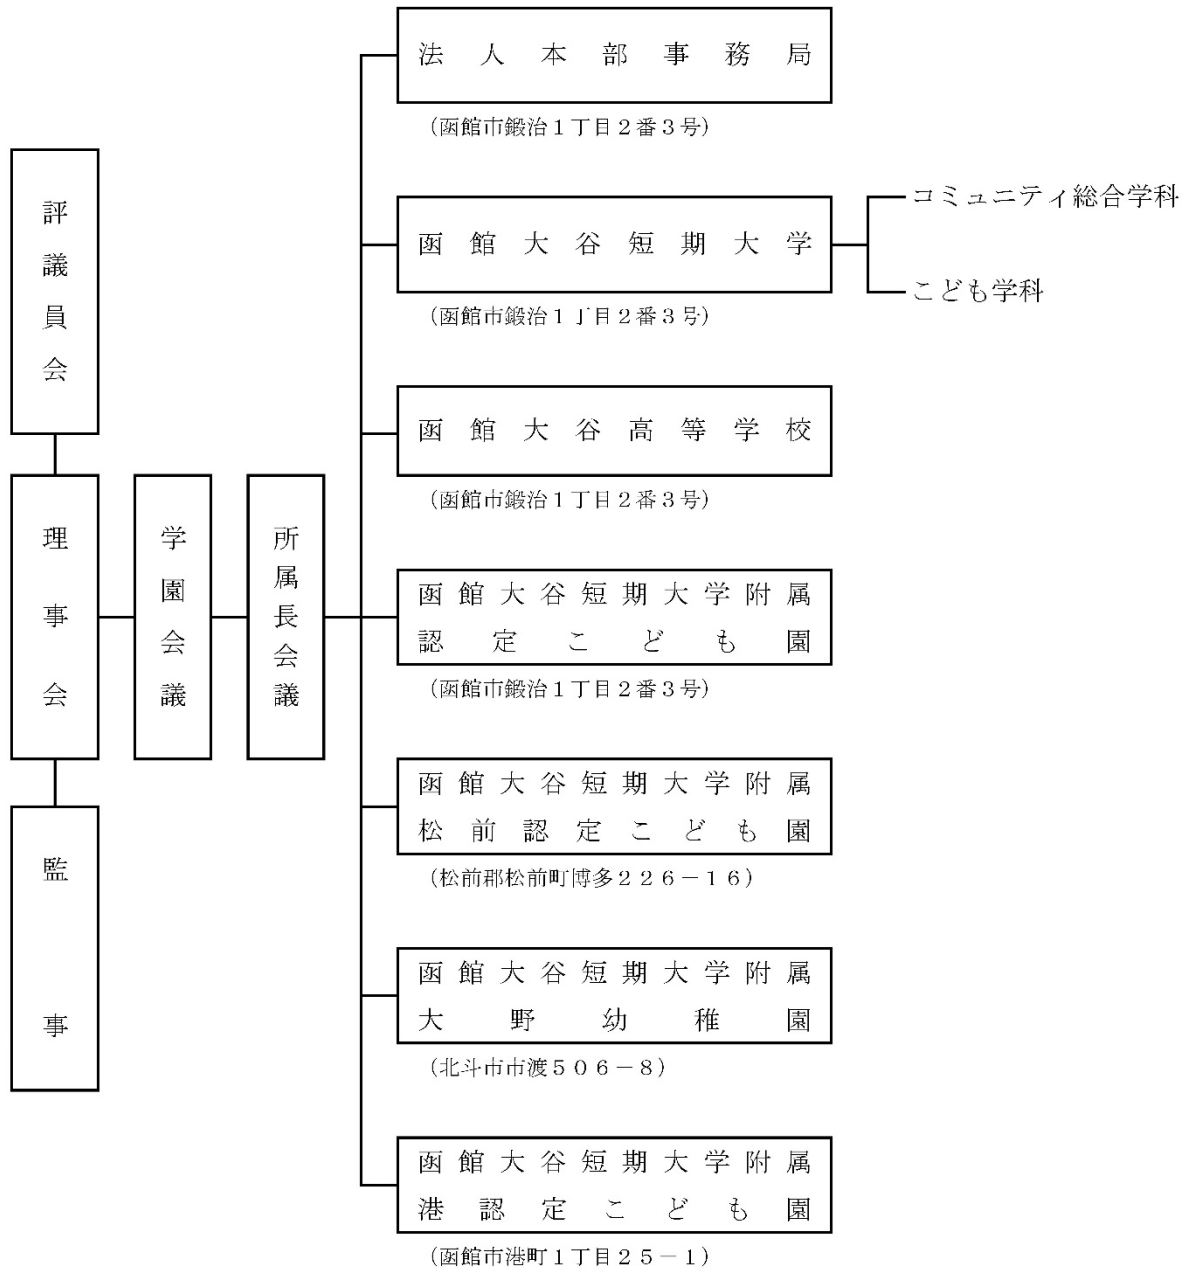 評議員会
理事会
監事
学園会議
所属長会議
法人本部事務局
（函館市鍛治１丁目２番３号）
函館大谷短期大学
（函館市鍛治１丁目２番３号）
コミュニティ総合学科
こども学科
函館大谷高等学校
（函館市鍛治１丁目２番３号）
函館大谷短期大学附属
認定こども園
（函館市鍛治１丁目２番３号）
函館大谷短期大学附属
松前認定こども園
（松前郡松前町博多２２６－１６）
函館大谷短期大学附属
大野幼稚園
（北斗市市渡５０６－８）
函館大谷短期大学附属
港認定こども園
（函館市港町１丁目２５－１）